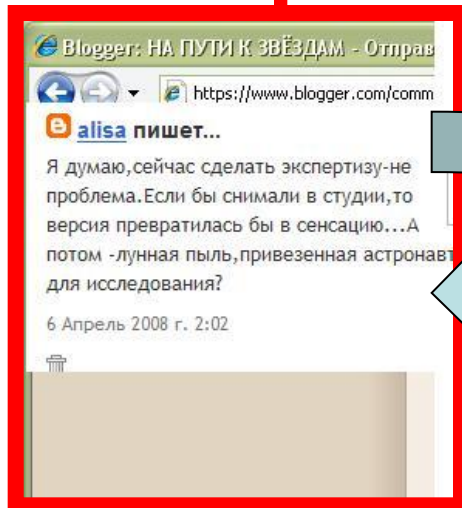 Blogger: НА ПУТИ К ЗВЁЗДАМ - Отправ
https://www.blogger.com/comm
alisa пишет...
Я думаю,сейчас сделать экспертизу-не
проблема.Если бы снимали в студии,то
версия превратилась бы в сенсацию...А
потом -лунная пыль,привезенная астронавт
для исследования?
6 Апрель 2008 г. 2:02